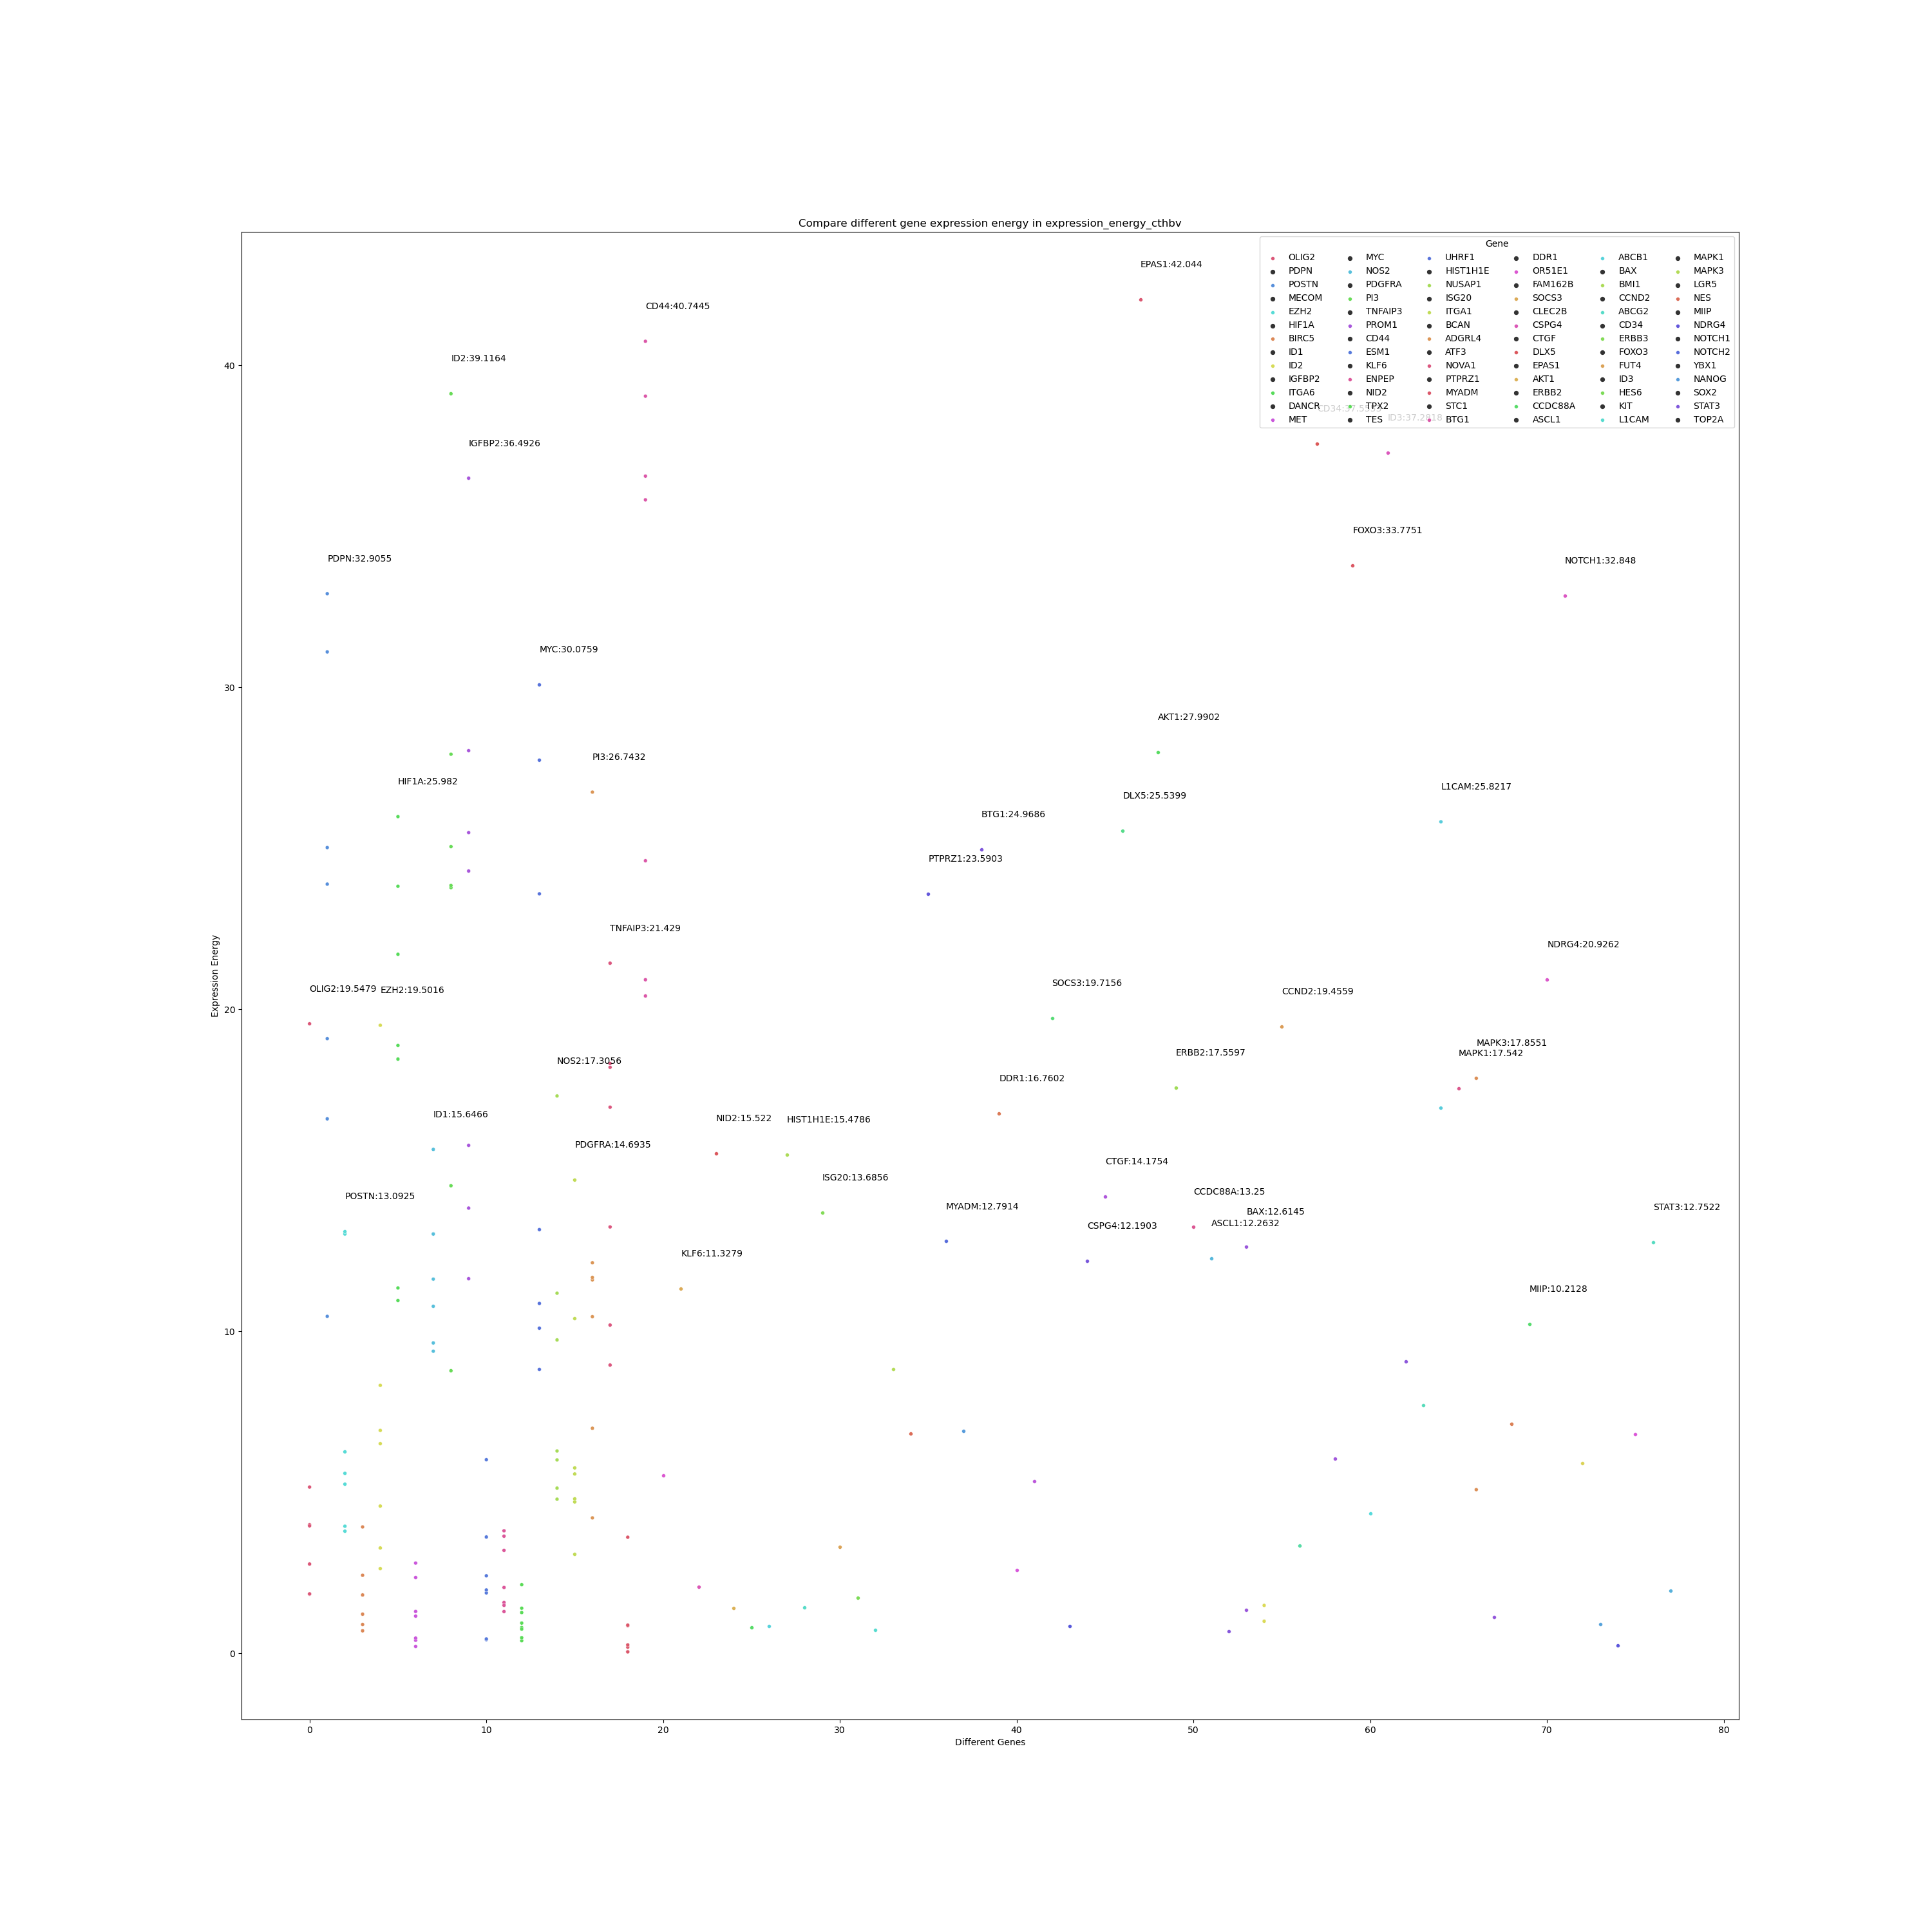 Compare different gene expression energy in expression_energy_cthbv
Gene
OLIG2 MYC UHRF1 DDR1 ABCB1 MAPK1
PDPN NOS2 HIST1H1E OR51E1 BAX MAPK3
POSTN PDGFRA NUSAP1 FAM162B BMI1 LGR5
MECOM PI3 ISG20 SOCS3 CCND2 NES
EZH2 TNFAIP3 ITGA1 CLEC2B ABCG2 MIIP
HIF1A PROM1 BCAN CSPG4 CD34 NDRG4
BIRC5 CD44 ADGRL4 CTGF ERBB3 NOTCH1
ID1 ESM1 ATF3 DLX5 FOXO3 NOTCH2
ID2 KLF6 NOVA1 EPAS1 FUT4 YBX1
IGFBP2 ENPEP PTPRZ1 AKT1 ID3 NANOG
ITGA6 NID2 MYADM ERBB2 HES6 SOX2
DANCR TPX2 STC1 CCDC88A KIT STAT3
MET TES BTG1 ASCL1 L1CAM TOP2A
EPAS1:42.044
CD44:40.7445
ID2:39.1164
IGFBP2:36.4926
FOXO3:33.7751
PDPN:32.9055
NOTCH1:32.848
MYC:30.0759
AKT1:27.9902
PI3:26.7432
HIF1A:25.982
L1CAM:25.8217
DLX5:25.5399
BTG1:24.9686
PTPRZ1:23.5903
TNFAIP3:21.429
NDRG4:20.9262
SOCS3:19.7156
OLIG2:19.5479
EZH2:19.5016
CCND2:19.4559
MAPK3:17.8551
MAPK1:17.542
ERBB2:17.5597
NOS2:17.3056
DDR1:16.7602
ID1:15.6466
NID2:15.522
HIST1H1E:15.4786
PDGFRA:14.6935
CTGF:14.1754
ISG20:13.6856
CCDC88A:13.25
POSTN:13.0925
MYADM:12.7914
STAT3:12.7522
BAX:12.6145
ASCL1:12.2632
CSPG4:12.1903
KLF6:11.3279
MIIP:10.2128
40
30
20
10
0
Expression Energy
0 10 20 30 40 50 60 70 80
Different Genes